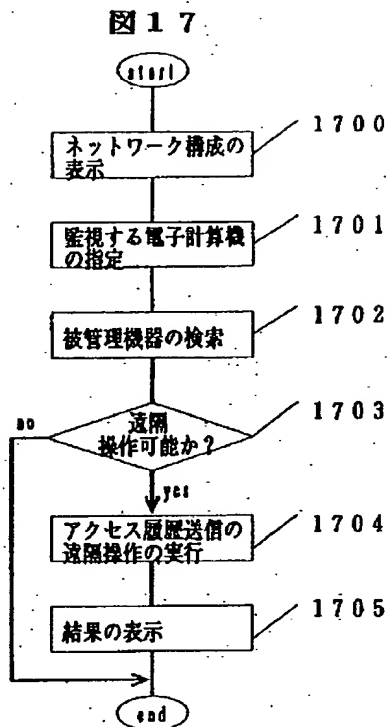 図17
start
1700
ネットワーク構成の
表示
1701
監視する電子計算機
の指定
1702
被管理機器の検索
1703
no
遠隔
操作可能か?
yes
1704
アクセス履歴送信の
遠隔操作の実行
1705
結果の表示
end